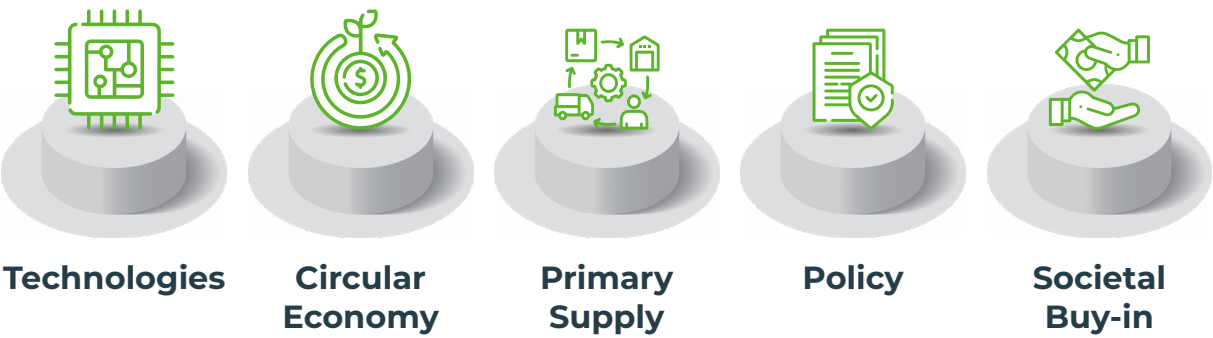 Technologies
Circular
Economy
Primary
Supply
Policy
Societal
Buy-in